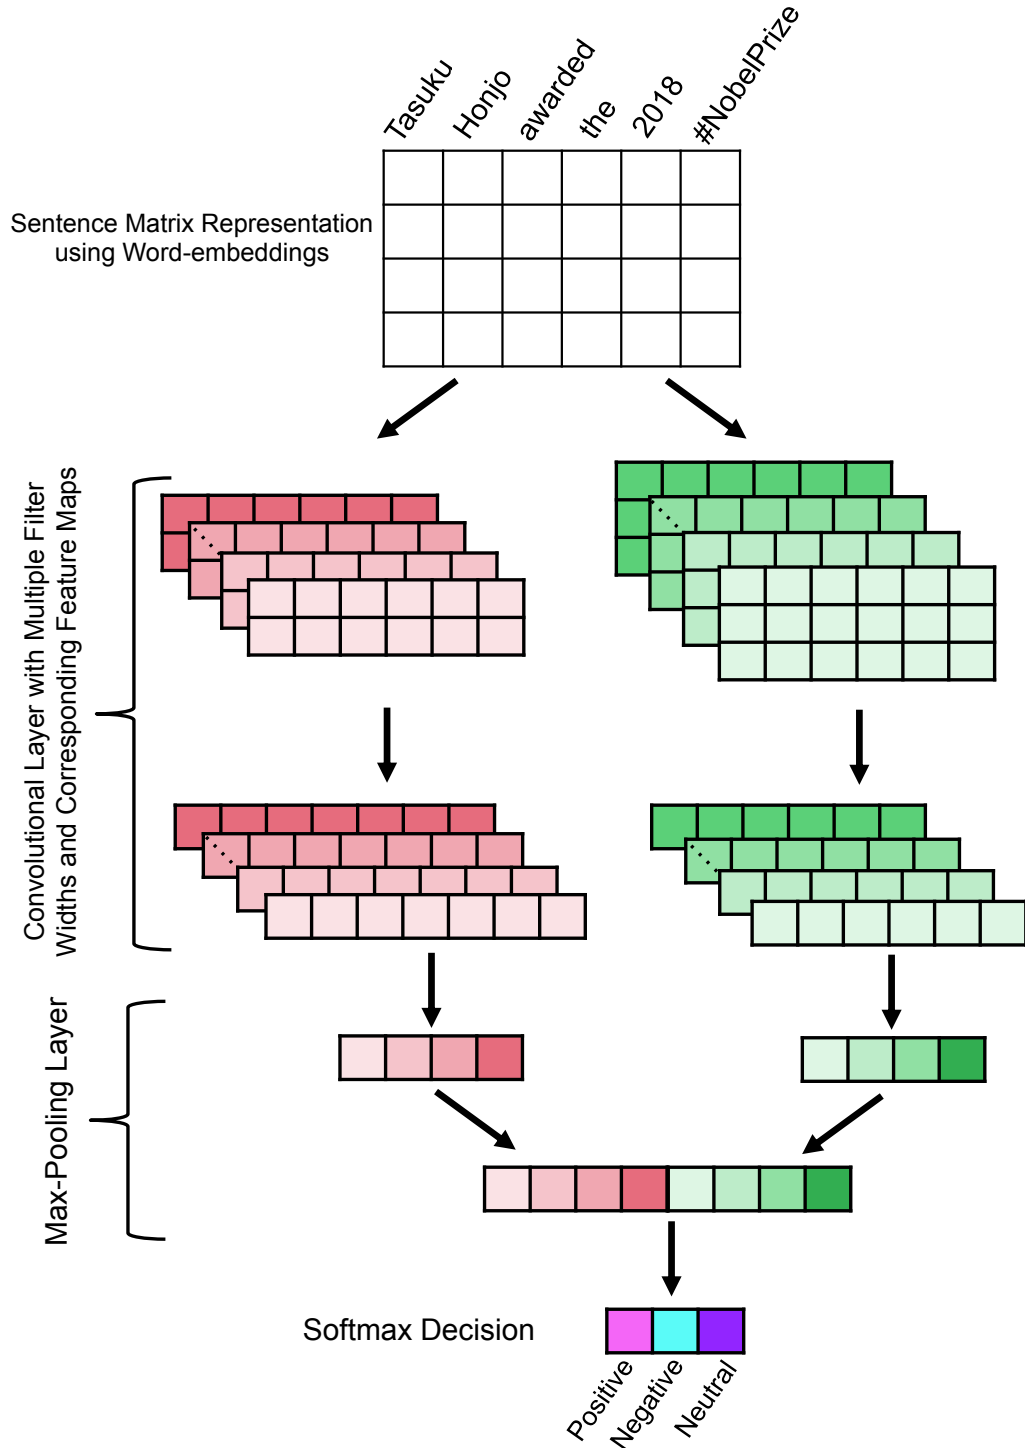 Tasuku
Honjo
awarded
the
2018
#NobelPrize
Sentence Matrix Representation
using Word-embeddings
Convolutional Layer with Multiple Filter
Widths and Corresponding Feature Maps
Max-Pooling Layer
Softmax Decision
Positive
Negative
Neutral